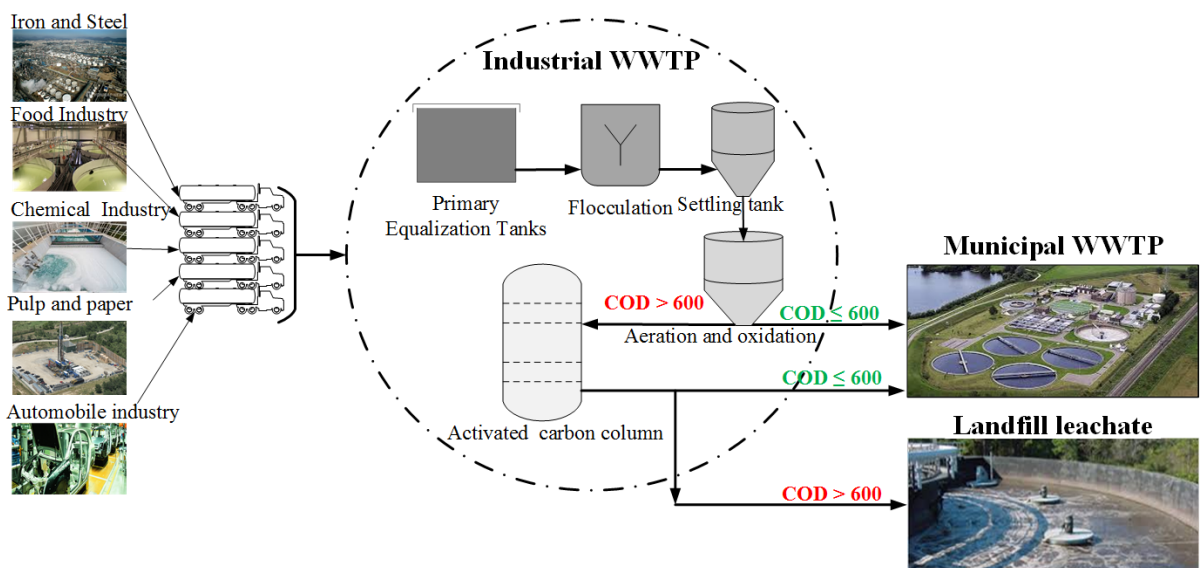 Iron and Steel
Food Industry
Chemical Industry
Pulp and paper
Automobile industry
Industrial WWTP
Primary
Equalization Tanks
Flocculation
Settling tank
COD > 600
COD ≤ 600
Aeration and oxidation
COD ≤ 600
Activated carbon column
COD > 600
Municipal WWTP
Landfill leachate